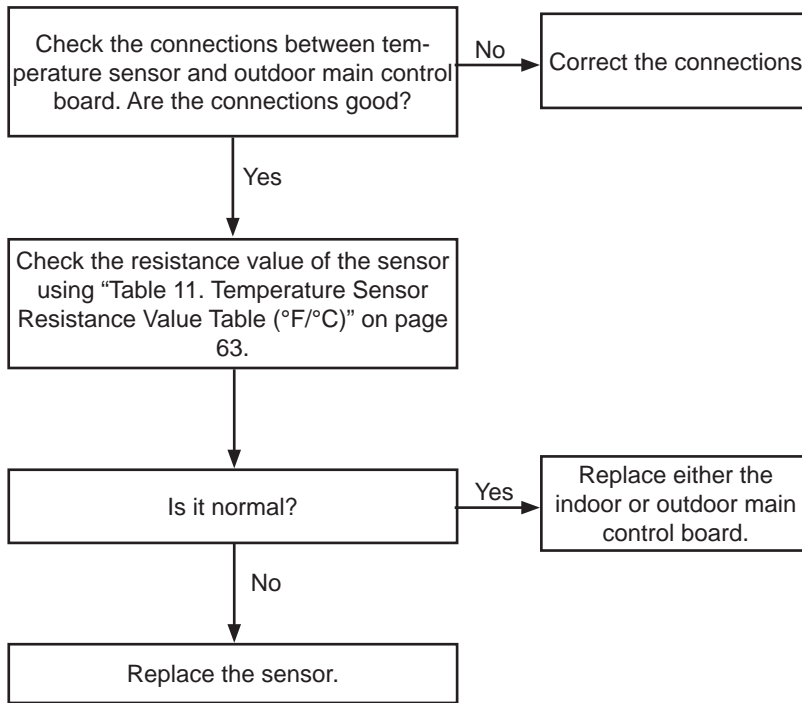 Check the connections between tem-
perature sensor and outdoor main control
board. Are the connections good?
No
Correct the connections.
Yes
Check the resistance value of the sensor
using “Table 11. Temperature Sensor
Resistance Value Table (°F/°C)” on page
63.
Is it normal?
Yes
Replace either the
indoor or outdoor main
control board.
No
Replace the sensor.